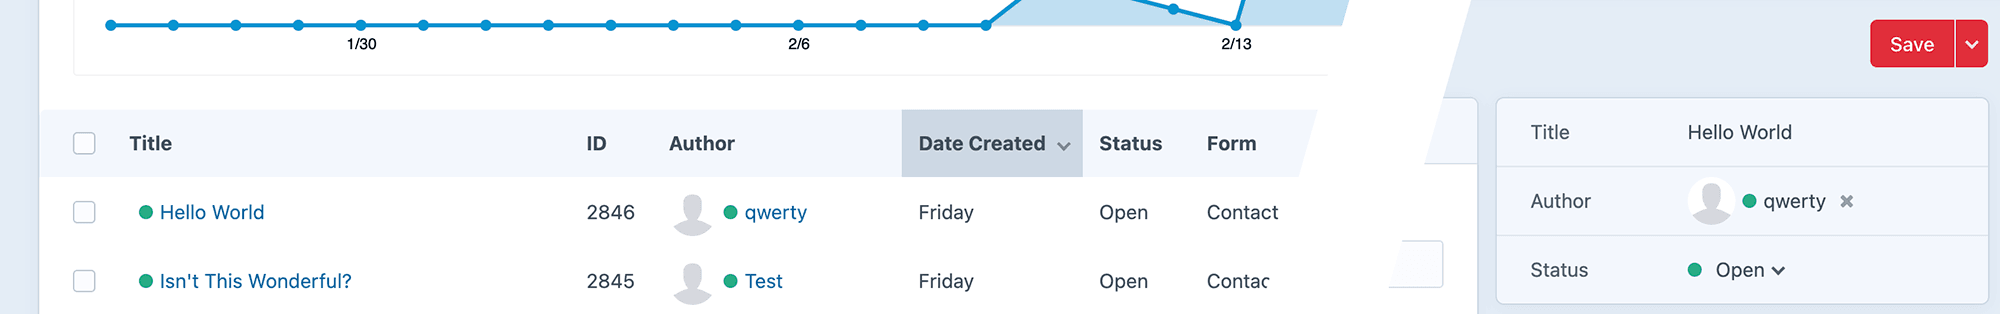 1/30 2/6 2/13
Save
Title ID Author Date Created Status Form
Hello World 2846 qwerty Friday Open Contact
Isn't This Wonderful? 2845 Test Friday Open Contac
Title Hello World
Author qwerty
Status Open